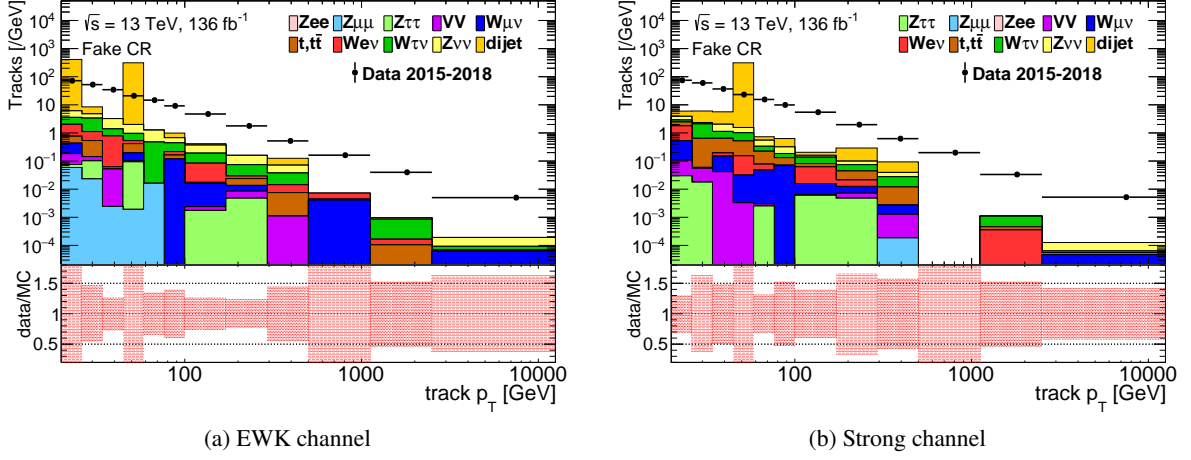 √s = 13 TeV, 136 fb⁻¹
Fake CR
Zee Zμμ Zττ VV Wμν
t,tt̄ Weν Wτν Zνν dijet
Data 2015-2018
Tracks [/GeV]
10⁴
10³
10²
10
1
10⁻¹
10⁻²
10⁻³
10⁻⁴
data/MC
1.5
1
0.5
100 1000 10000
track p_T [GeV]
(a) EWK channel
√s = 13 TeV, 136 fb⁻¹
Fake CR
Zττ Zμμ Zee VV Wμν
Weν t,tt̄ Wτν Zνν dijet
Data 2015-2018
Tracks [/GeV]
10⁴
10³
10²
10
1
10⁻¹
10⁻²
10⁻³
10⁻⁴
data/MC
1.5
1
0.5
100 1000 10000
track p_T [GeV]
(b) Strong channel